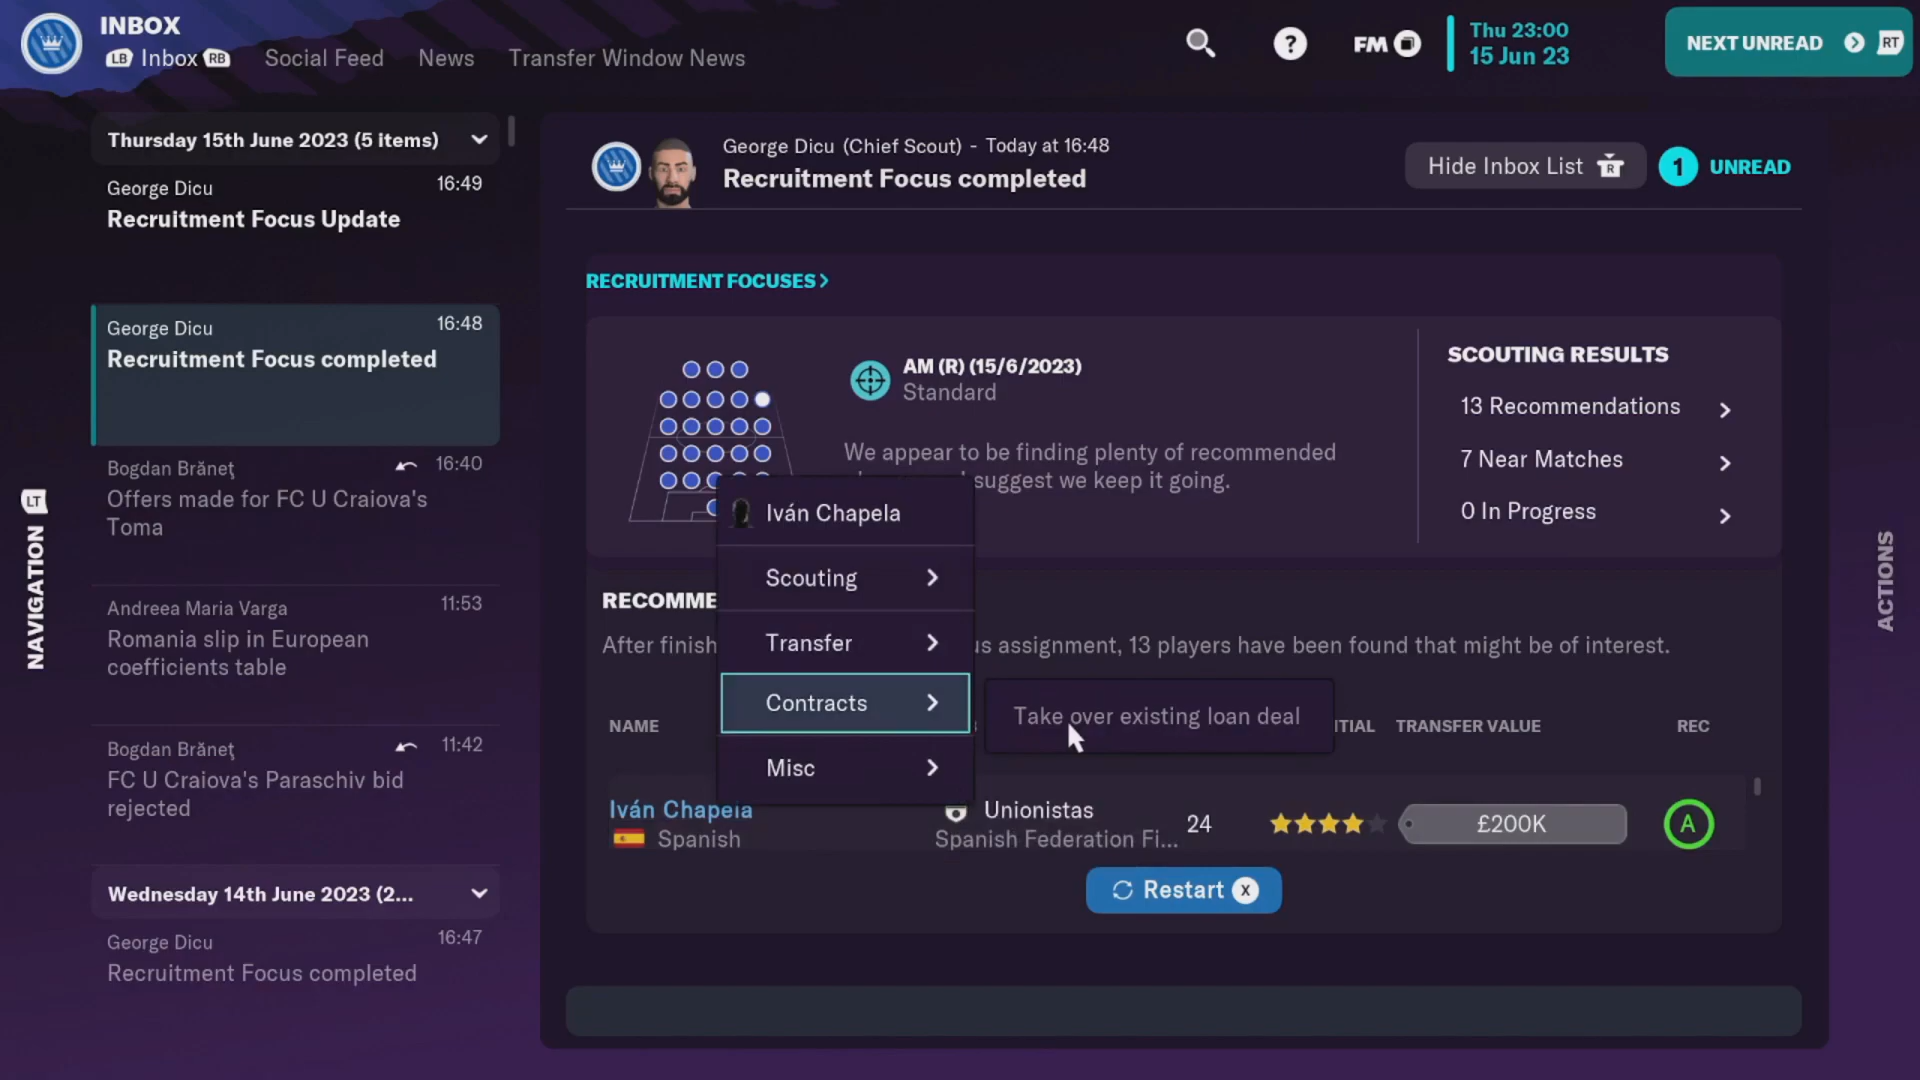 INBOX
LB Inbox RB Social Feed News Transfer Window News
FM
Thu 23:00
15 Jun 23
NEXT UNREAD RT
Thursday 15th June 2023 (5 items)
George Dicu 16:49
Recruitment Focus Update
George Dicu 16:48
Recruitment Focus completed
Bogdan Brăneț 16:40
Offers made for FC U Craiova's
Toma
Andreea Maria Varga 11:53
Romania slip in European
coefficients table
Bogdan Brăneț 11:42
FC U Craiova's Paraschiv bid
rejected
Wednesday 14th June 2023 (2...
George Dicu 16:47
Recruitment Focus completed
LT
NAVIGATION
George Dicu (Chief Scout) - Today at 16:48
Recruitment Focus completed
Hide Inbox List R
1 UNREAD
RECRUITMENT FOCUSES >
AM (R) (15/6/2023)
Standard
We appear to be finding plenty of recommended
suggest we keep it going.
SCOUTING RESULTS
13 Recommendations
7 Near Matches
0 In Progress
Iván Chapela
Scouting
Transfer
Contracts
Misc
Take over existing loan deal
RECOMME
After finish us assignment, 13 players have been found that might be of interest.
NAME TIAL TRANSFER VALUE REC
Iván Chapela Unionistas 24 £200K A
Spanish Spanish Federation Fi...
Restart X
ACTIONS